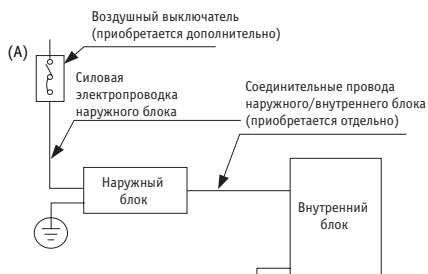 Воздушный выключатель
(приобретается дополнительно)
(А)
Силовая
электропроводка
наружного блока
Соединительные провода
наружного/внутреннего блока
(приобретается отдельно)
Наружный
блок
Внутренний
блок